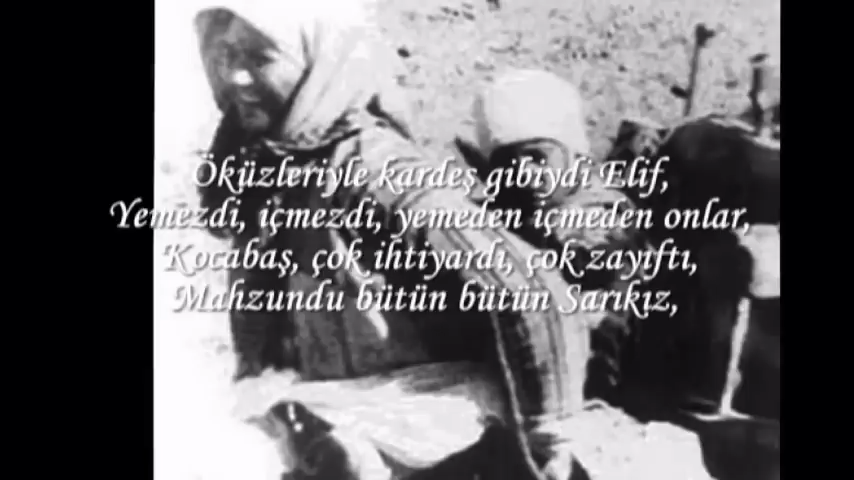 Öküzleriyle kardeş gibiydi Elif,
Yemezdi, içmezdi, yemeden içmeden onlar,
Kocabaş, çok ihtiyardı, çok zayıftı,
Mahzundu bütün bütün Sarıkız,